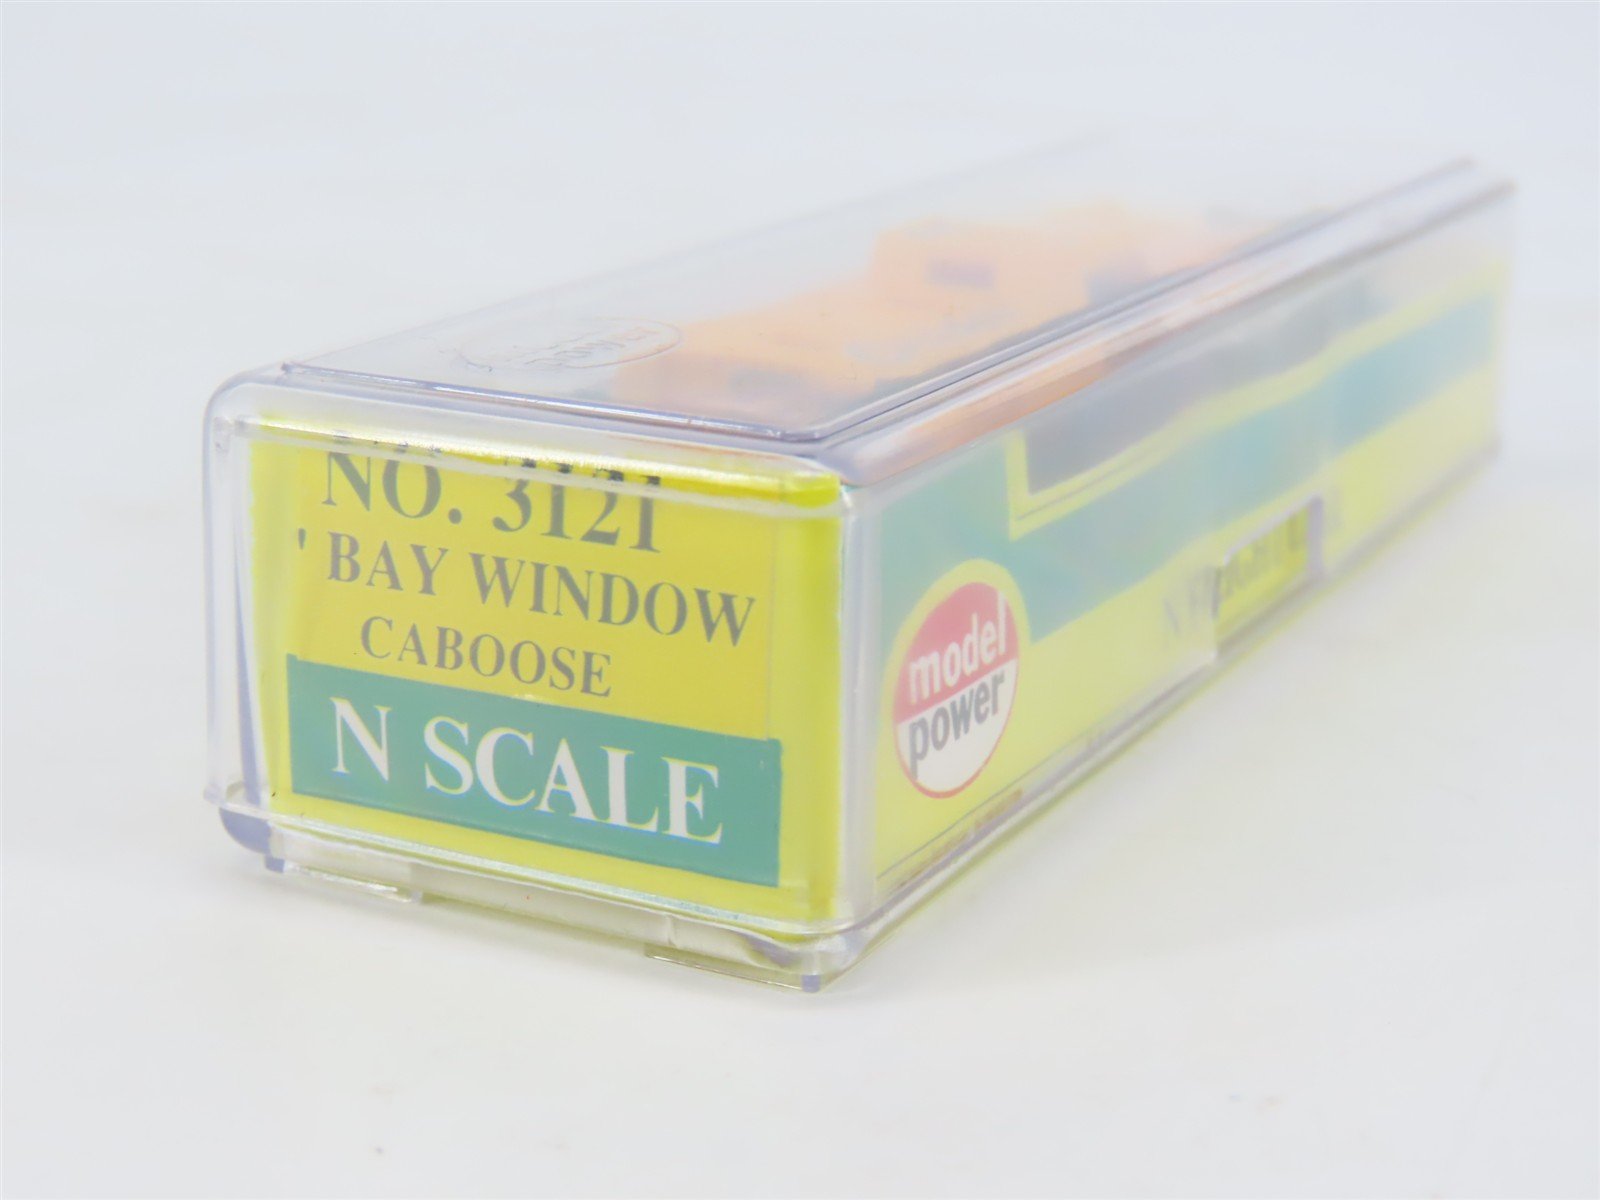 NO. 3121
' BAY WINDOW
CABOOSE
N SCALE
model
power